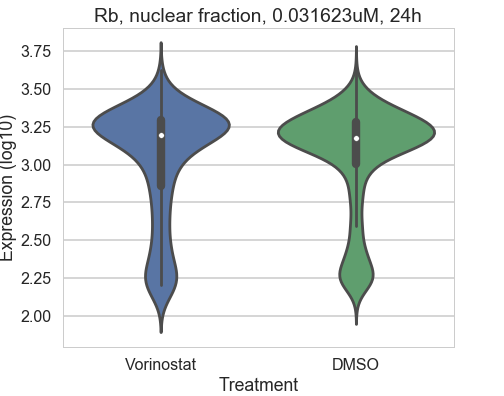 Rb, nuclear fraction, 0.031623uM, 24h
3.75
3.50
3.25
3.00
2.75
2.50
2.25
2.00
Expression (log10)
Vorinostat
DMSO
Treatment